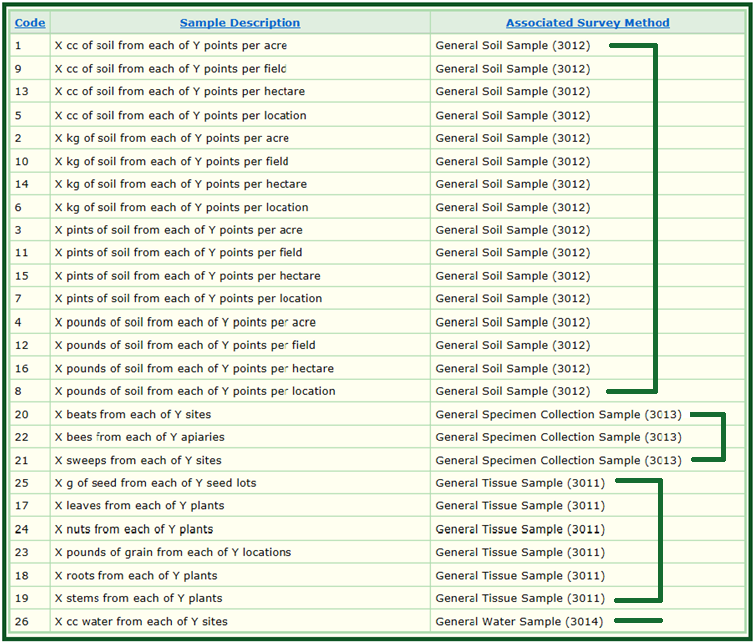 Code Sample Description Associated Survey Method
1 X cc of soil from each of Y points per acre General Soil Sample (3012)
9 X cc of soil from each of Y points per field General Soil Sample (3012)
13 X cc of soil from each of Y points per hectare General Soil Sample (3012)
5 X cc of soil from each of Y points per location General Soil Sample (3012)
2 X kg of soil from each of Y points per acre General Soil Sample (3012)
10 X kg of soil from each of Y points per field General Soil Sample (3012)
14 X kg of soil from each of Y points per hectare General Soil Sample (3012)
6 X kg of soil from each of Y points per location General Soil Sample (3012)
3 X pints of soil from each of Y points per acre General Soil Sample (3012)
11 X pints of soil from each of Y points per field General Soil Sample (3012)
15 X pints of soil from each of Y points per hectare General Soil Sample (3012)
7 X pints of soil from each of Y points per location General Soil Sample (3012)
4 X pounds of soil from each of Y points per acre General Soil Sample (3012)
12 X pounds of soil from each of Y points per field General Soil Sample (3012)
16 X pounds of soil from each of Y points per hectare General Soil Sample (3012)
8 X pounds of soil from each of Y points per location General Soil Sample (3012)
20 X beats from each of Y sites General Specimen Collection Sample (3013)
22 X bees from each of Y apiaries General Specimen Collection Sample (3013)
21 X sweeps from each of Y sites General Specimen Collection Sample (3013)
25 X g of seed from each of Y seed lots General Tissue Sample (3011)
17 X leaves from each of Y plants General Tissue Sample (3011)
24 X nuts from each of Y plants General Tissue Sample (3011)
23 X pounds of grain from each of Y locations General Tissue Sample (3011)
18 X roots from each of Y plants General Tissue Sample (3011)
19 X stems from each of Y plants General Tissue Sample (3011)
26 X cc water from each of Y sites General Water Sample (3014)